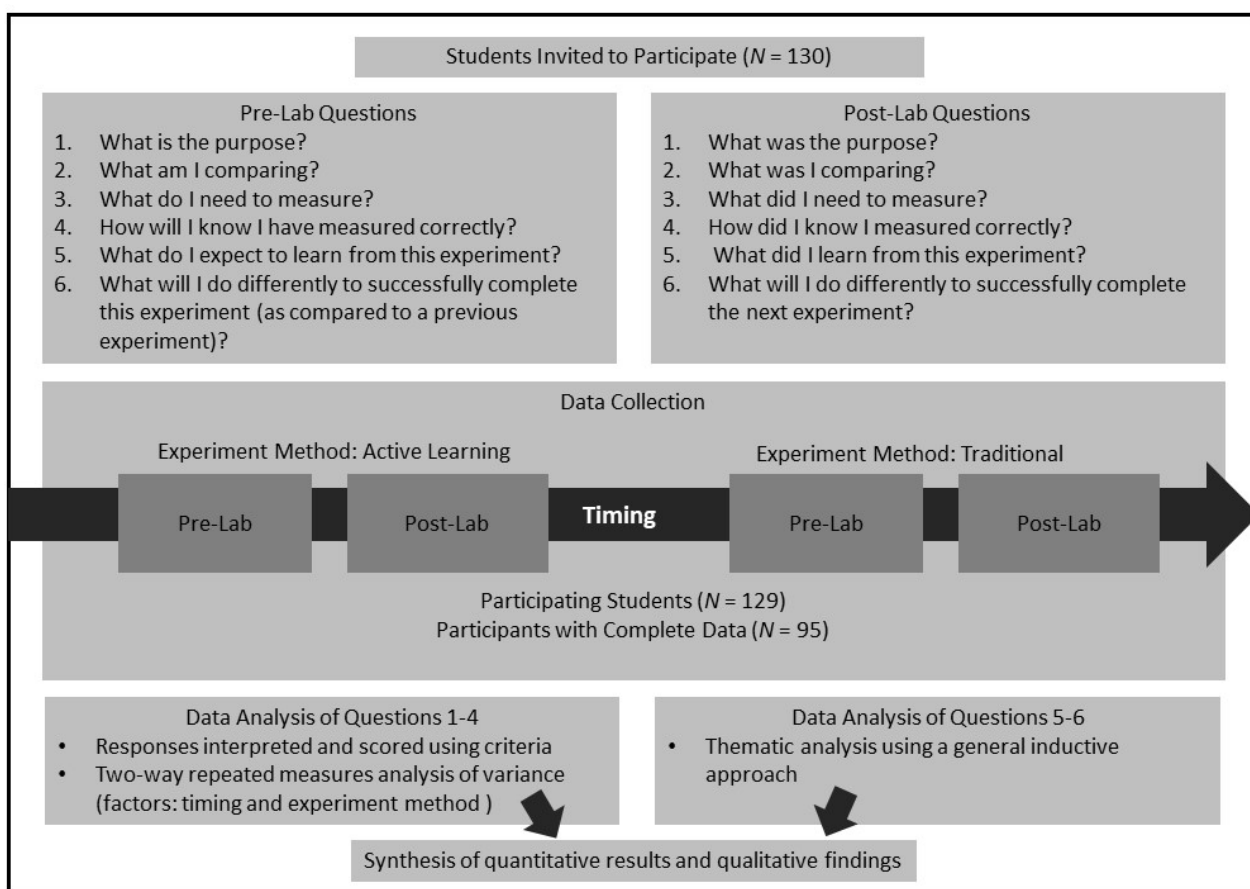 Students Invited to Participate (N = 130)
Pre-Lab Questions
1. What is the purpose?
2. What am I comparing?
3. What do I need to measure?
4. How will I know I have measured correctly?
5. What do I expect to learn from this experiment?
6. What will I do differently to successfully complete
this experiment (as compared to a previous
experiment)?
Post-Lab Questions
1. What was the purpose?
2. What was I comparing?
3. What did I need to measure?
4. How did I know I measured correctly?
5. What did I learn from this experiment?
6. What will I do differently to successfully complete
the next experiment?
Data Collection
Experiment Method: Active Learning
Experiment Method: Traditional
Pre-Lab
Post-Lab
Timing
Pre-Lab
Post-Lab
Participating Students (N = 129)
Participants with Complete Data (N = 95)
Data Analysis of Questions 1-4
• Responses interpreted and scored using criteria
• Two-way repeated measures analysis of variance
(factors: timing and experiment method )
Data Analysis of Questions 5-6
• Thematic analysis using a general inductive
approach
Synthesis of quantitative results and qualitative findings